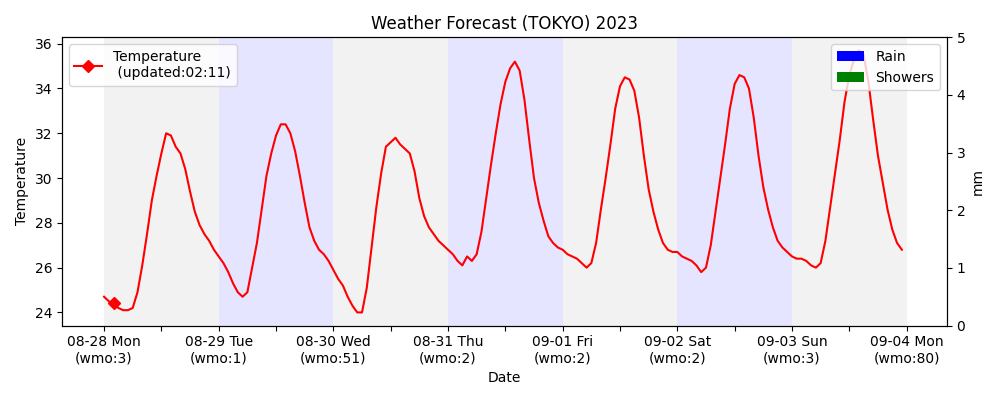 Weather Forecast (TOKYO) 2023
Temperature
(updated:02:11)
Rain
Showers
36
34
32
30
28
26
24
Temperature
5
4
3
2
1
0
mm
08-28 Mon
(wmo:3)
08-29 Tue
(wmo:1)
08-30 Wed
(wmo:51)
08-31 Thu
(wmo:2)
09-01 Fri
(wmo:2)
09-02 Sat
(wmo:2)
09-03 Sun
(wmo:3)
09-04 Mon
(wmo:80)
Date